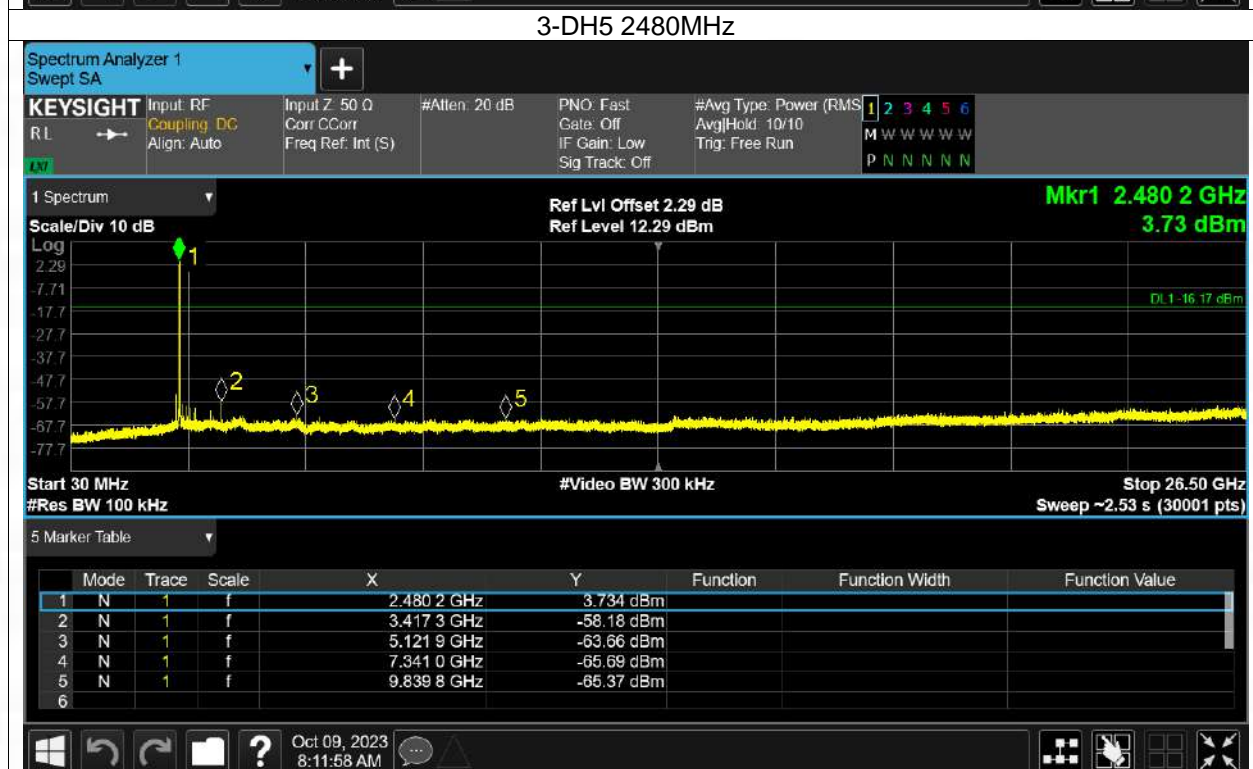 3-DH5 2480MHz
Spectrum Analyzer 1
Swept SA
+
KEYSIGHT Input: RF Input Z: 50 Ω #Atten: 20 dB PNO: Fast #Avg Type: Power (RMS 1 2 3 4 5 6
RL Coupling: DC Corr CCorr Gate: Off Avg|Hold: 10/10 M W W W W W
Align: Auto Freq Ref: Int (S) IF Gain: Low Trig: Free Run
LXI Sig Track: Off P N N N N N
1 Spectrum Ref Lvl Offset 2.29 dB Mkr1 2.480 2 GHz
Scale/Div 10 dB Ref Level 12.29 dBm 3.73 dBm
Log
1
2.29
-7.71
DL1 -16.17 dBm
-17.7
-27.7
-37.7
-47.7
2
-57.7
3 4 5
-67.7
-77.7
Start 30 MHz #Video BW 300 kHz Stop 26.50 GHz
#Res BW 100 kHz Sweep ~2.53 s (30001 pts)
5 Marker Table
Mode Trace Scale X Y Function Function Width Function Value
1 N 1 f 2.480 2 GHz 3.734 dBm
2 N 1 f 3.417 3 GHz -58.18 dBm
3 N 1 f 5.121 9 GHz -63.66 dBm
4 N 1 f 7.341 0 GHz -65.69 dBm
5 N 1 f 9.839 8 GHz -65.37 dBm
6
? Oct 09, 2023
8:11:58 AM